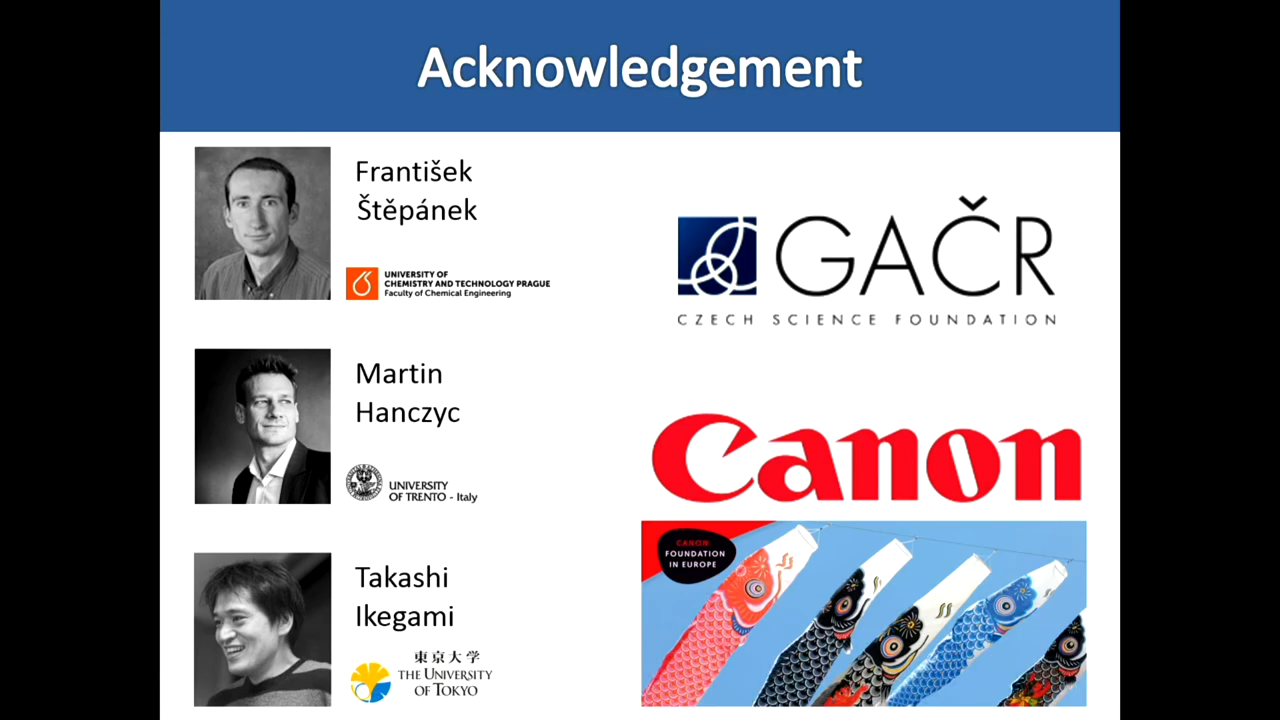 Acknowledgement
František
Štěpánek
UNIVERSITY OF
CHEMISTRY AND TECHNOLOGY PRAGUE
Faculty of Chemical Engineering
Martin
Hanczyc
UNIVERSITY
OF TRENTO - Italy
Takashi
Ikegami
東京大学
THE UNIVERSITY
OF TOKYO
GAČR
CZECH SCIENCE FOUNDATION
Canon
CANON
FOUNDATION
IN EUROPE